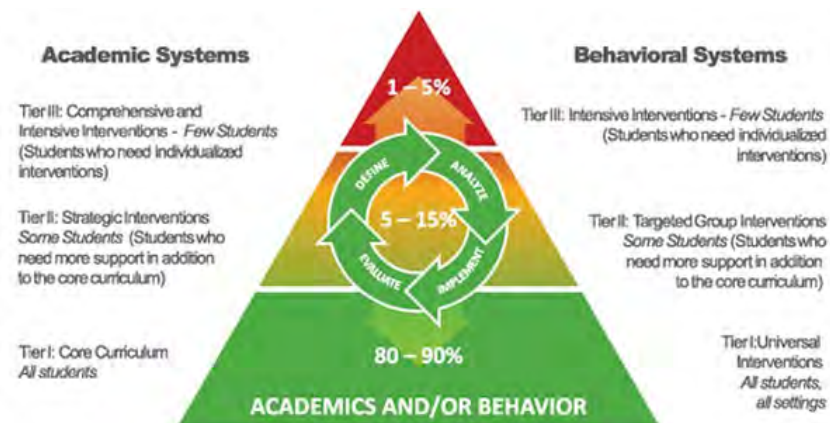 Academic Systems
Tier III: Comprehensive and
Intensive Interventions - Few Students
(Students who need individualized
interventions)
Tier II: Strategic Interventions
Some Students (Students who
need more support in addition
to the core curriculum)
Tier I: Core Curriculum
All students
1 – 5%
DEFINE
ANALYZE
5 – 15%
EVALUATE
IMPLEMENT
80 – 90%
ACADEMICS AND/OR BEHAVIOR
Behavioral Systems
Tier III: Intensive Interventions - Few Students
(Students who need individualized
interventions)
Tier II: Targeted Group Interventions
Some Students (Students who
need more support in addition
to the core curriculum)
Tier I:Universal
Interventions
All students,
all settings